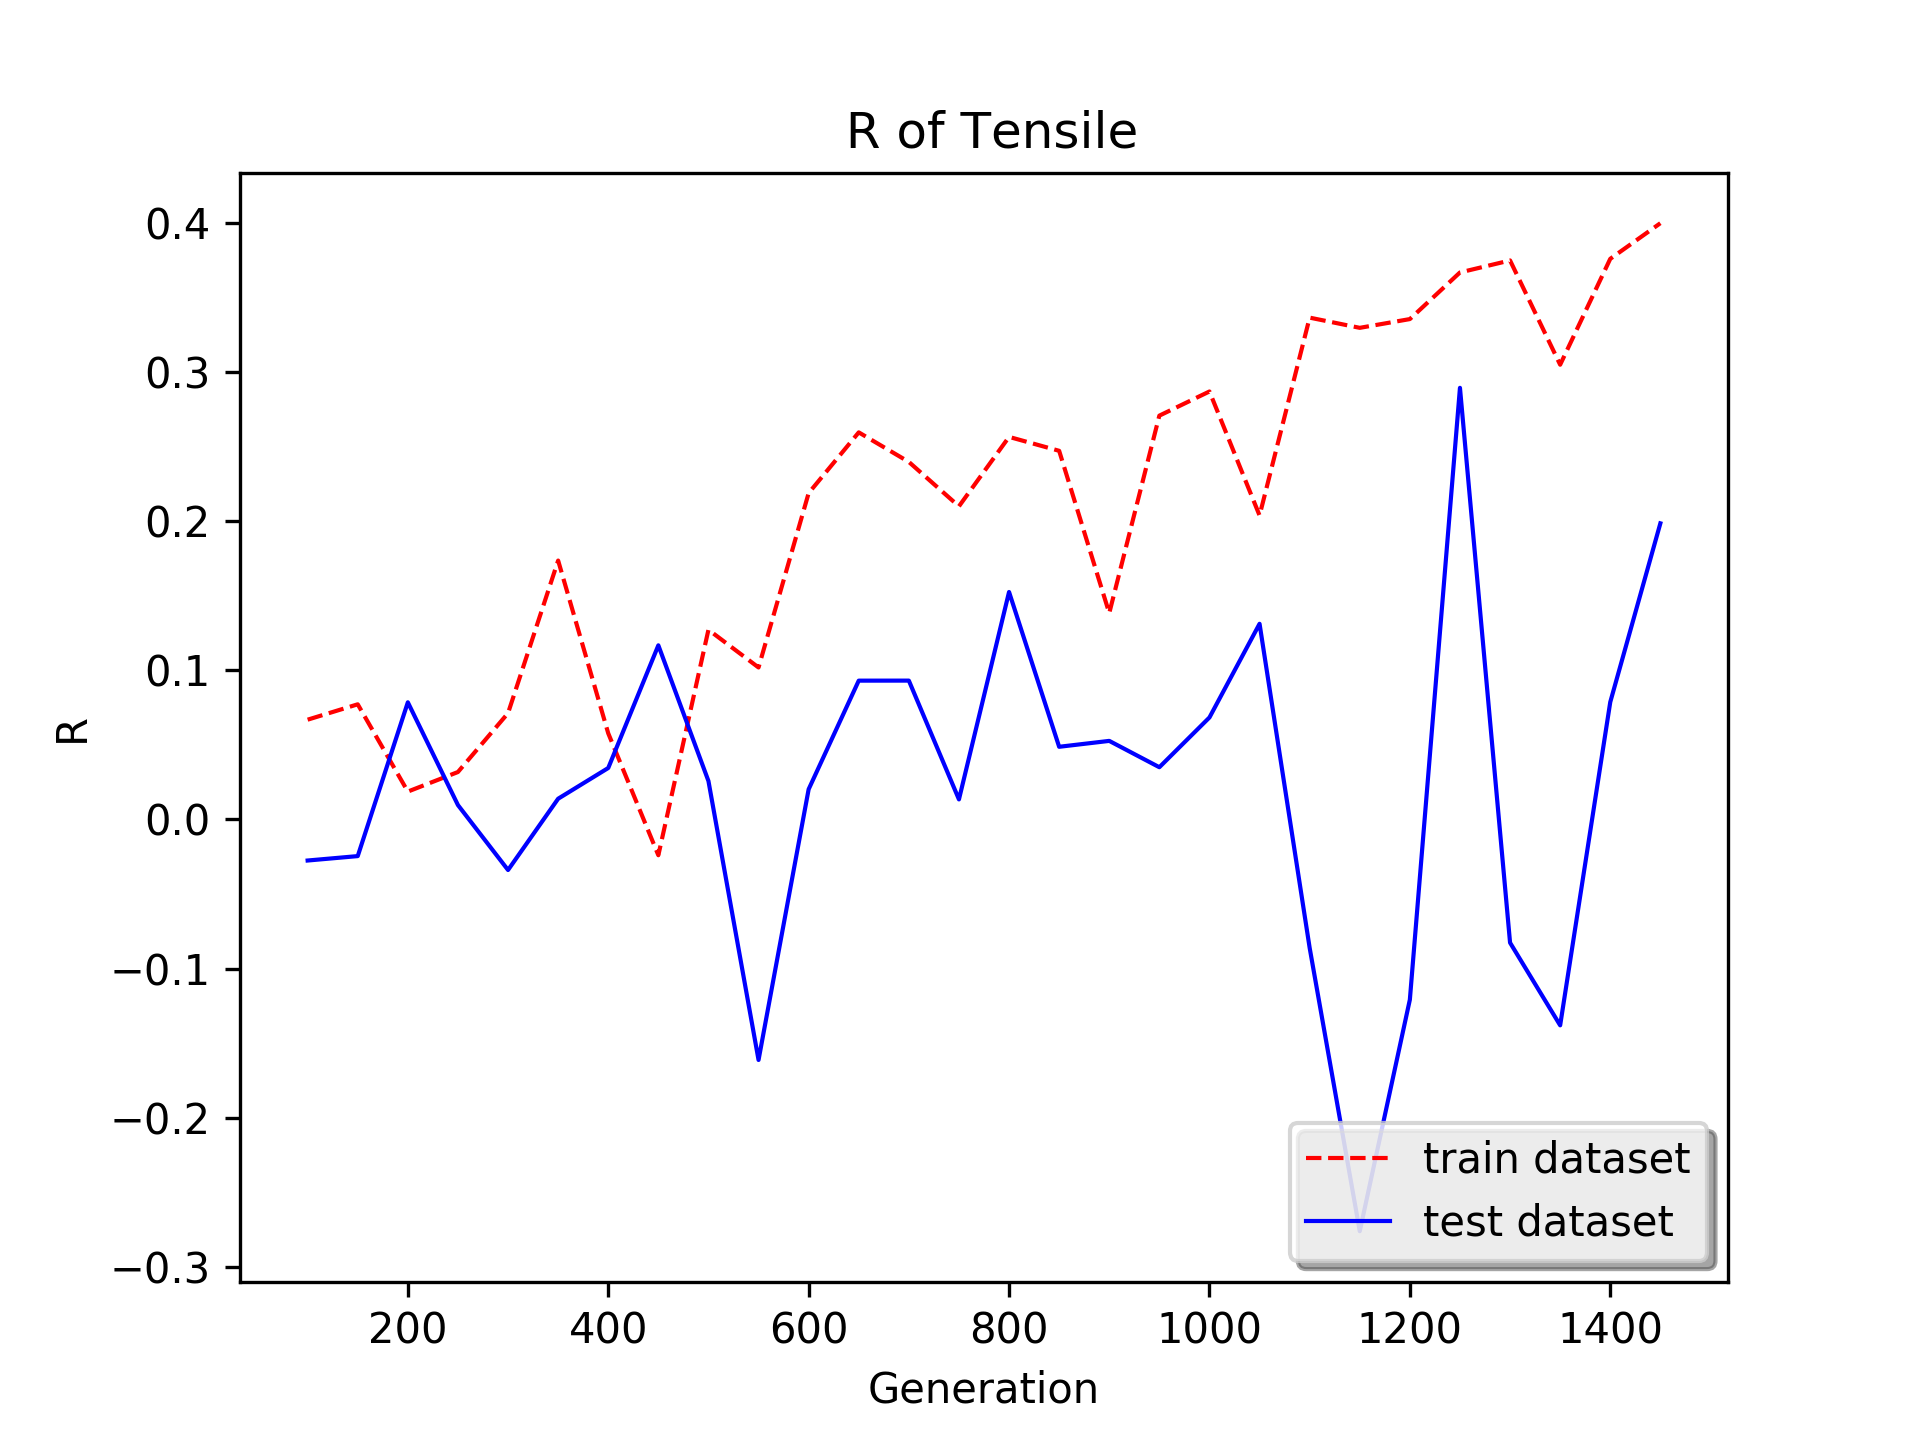 R of Tensile
0.4
0.3
0.2
0.1
0.0
−0.1
−0.2
−0.3
R
200 400 600 800 1000 1200 1400
Generation
train dataset
test dataset